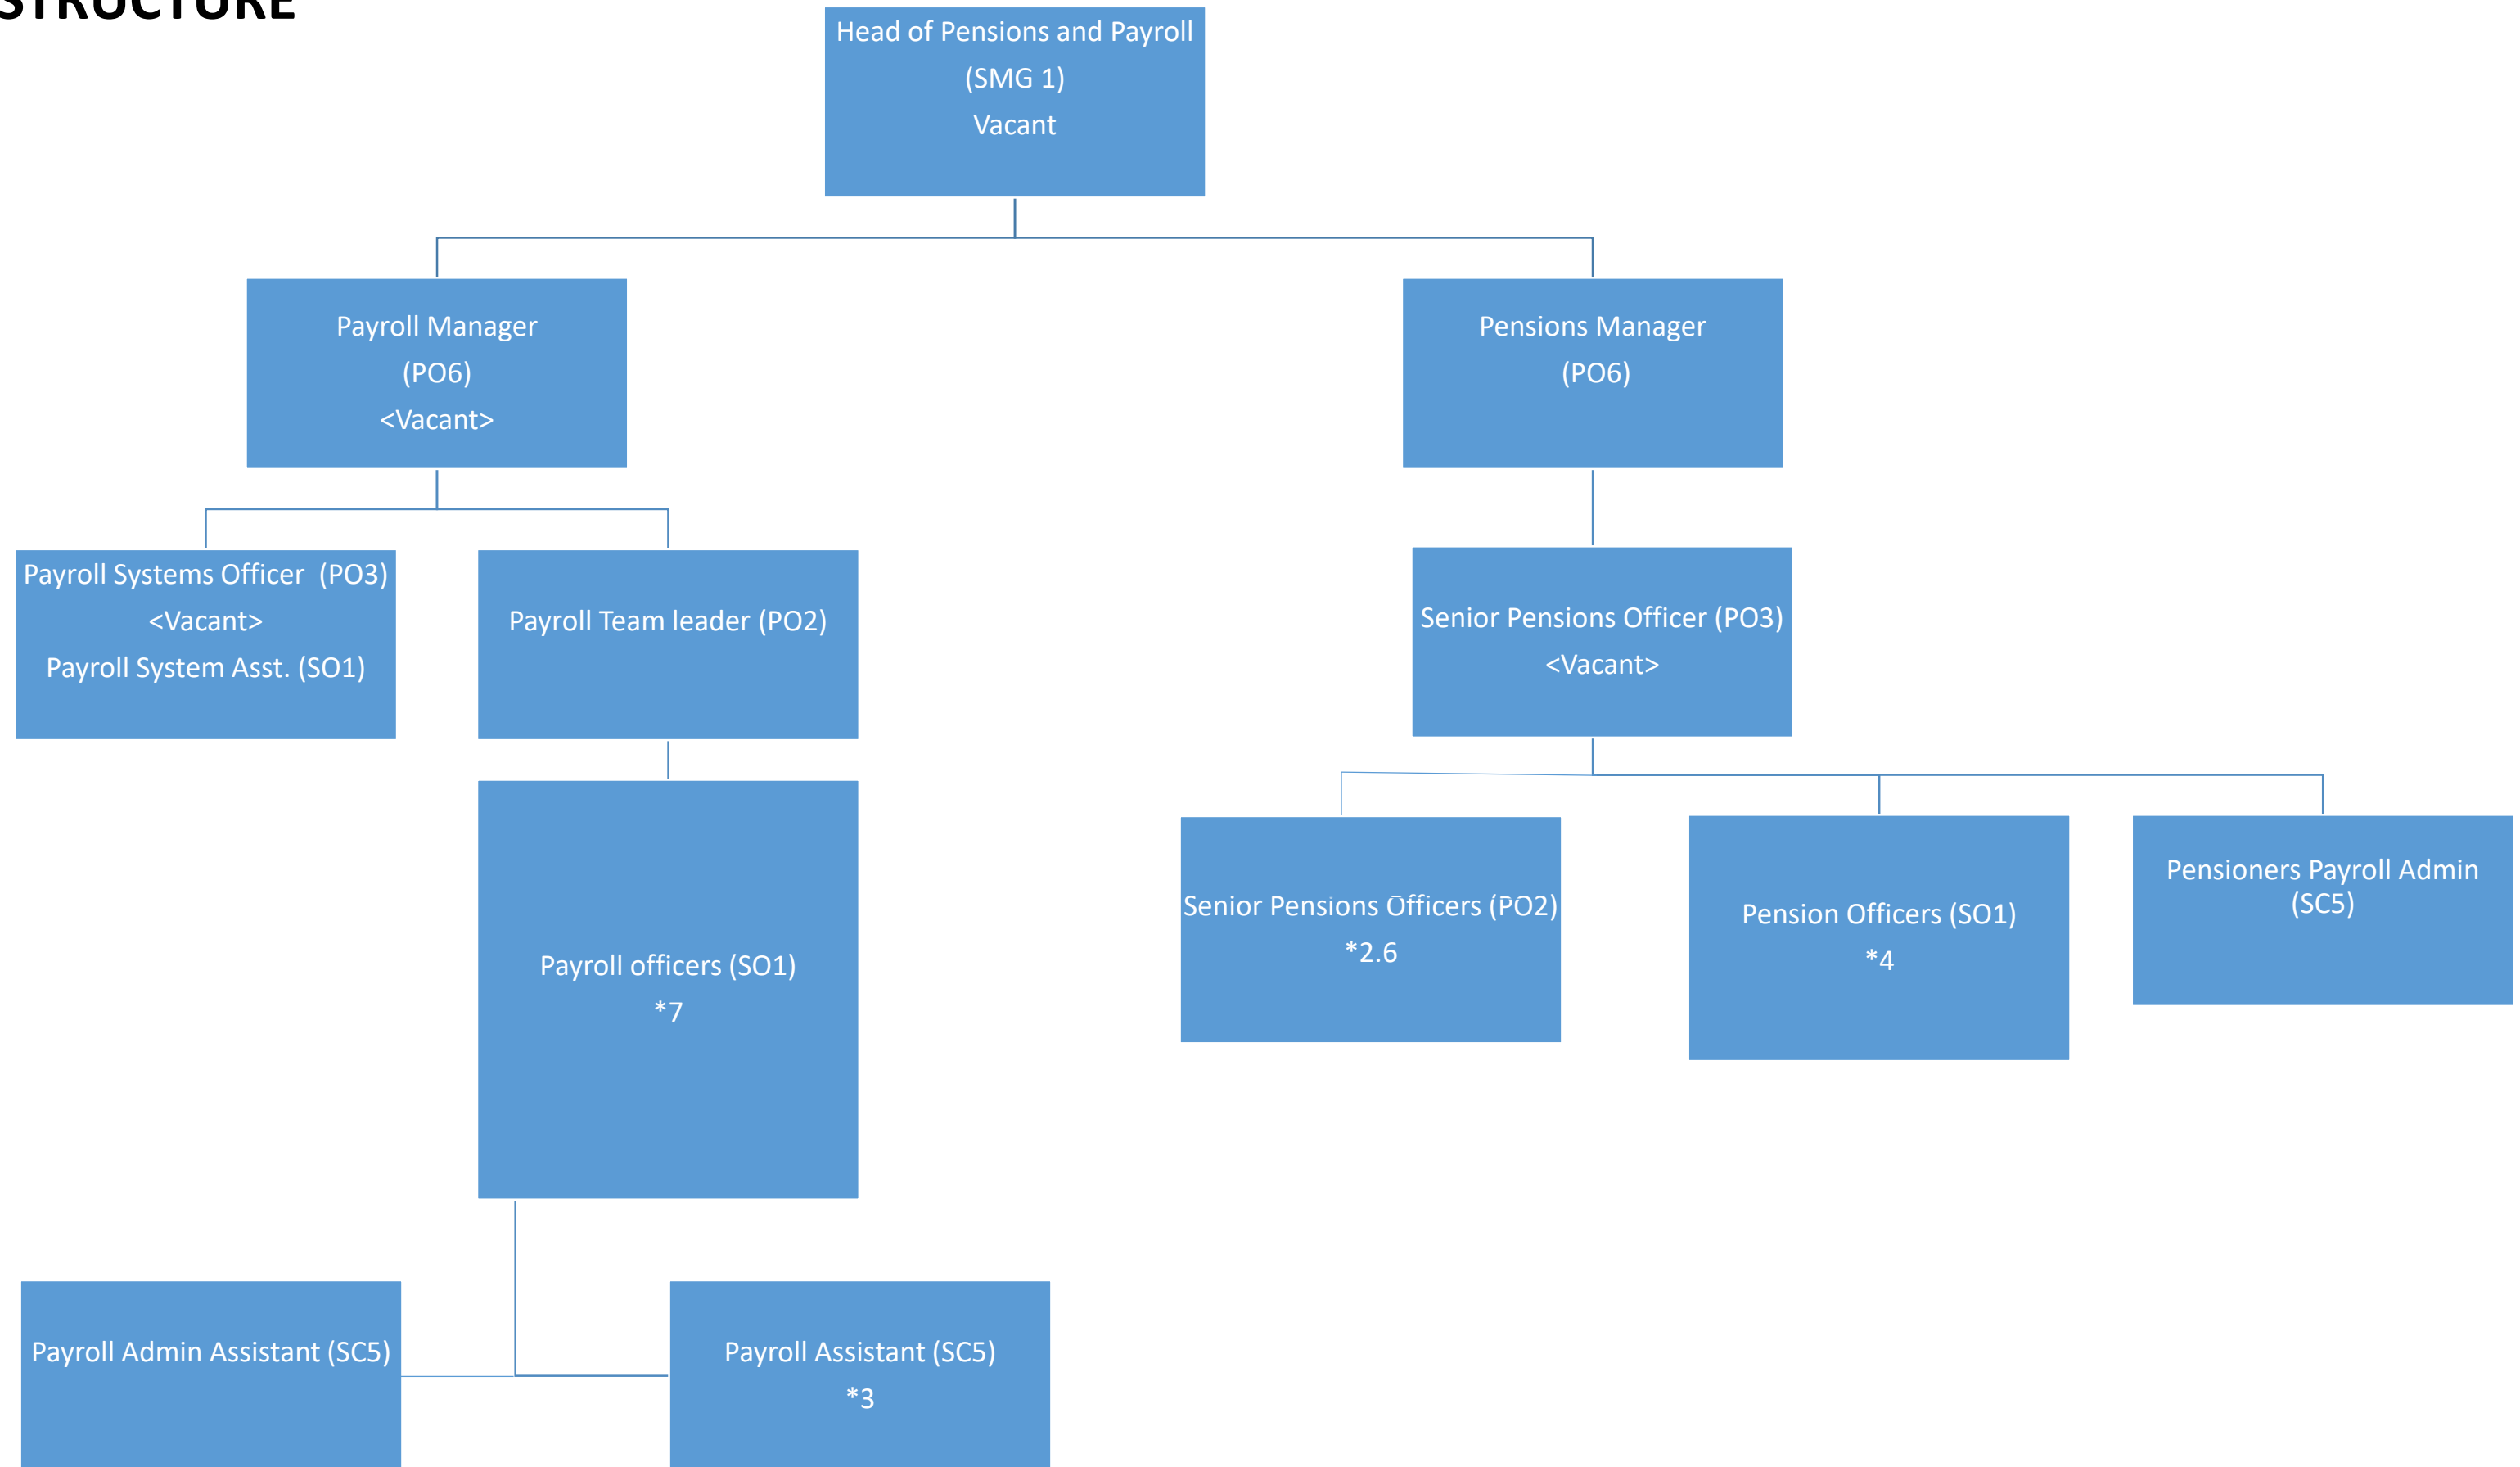 STRUCTURE
Head of Pensions and Payroll
(SMG 1)
Vacant
Payroll Manager
(PO6)
<Vacant>
Pensions Manager
(PO6)
Payroll Systems Officer  (PO3)
<Vacant>
Payroll System Asst. (SO1)
Payroll Team leader (PO2)
Senior Pensions Officer (PO3)
<Vacant>
Payroll officers (SO1)
*7
Senior Pensions Officers (PO2)
*2.6
Pension Officers (SO1)
*4
Pensioners Payroll Admin
(SC5)
Payroll Admin Assistant (SC5)
Payroll Assistant (SC5)
*3